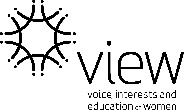 view
voice interests and
education of women